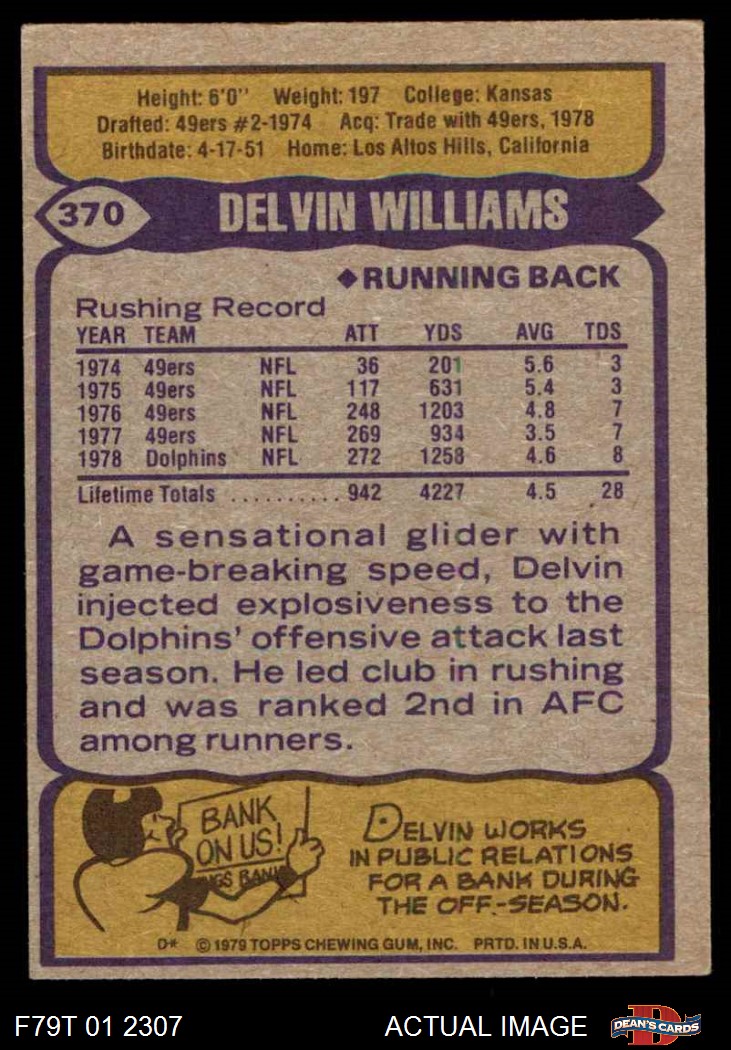 Height: 6'0" Weight: 197 College: Kansas
Drafted: 49ers #2-1974 Acq: Trade with 49ers, 1978
Birthdate: 4-17-51 Home: Los Altos Hills, California
370 DELVIN WILLIAMS
◆RUNNING BACK
Rushing Record
YEAR TEAM ATT YDS AVG TDS
1974 49ers NFL 36 201 5.6 3
1975 49ers NFL 117 631 5.4 3
1976 49ers NFL 248 1203 4.8 7
1977 49ers NFL 269 934 3.5 7
1978 Dolphins NFL 272 1258 4.6 8
Lifetime Totals .......... 942 4227 4.5 28
A sensational glider with
game-breaking speed, Delvin
injected explosiveness to the
Dolphins' offensive attack last
season. He led club in rushing
and was ranked 2nd in AFC
among runners.
BANK
ON US!
NGS BANK
DELVIN WORKS
IN PUBLIC RELATIONS
FOR A BANK DURING
THE OFF-SEASON.
D* © 1979 TOPPS CHEWING GUM, INC. PRTD. IN U.S.A.
F79T 01 2307 ACTUAL IMAGE
D
DEAN'S CARDS